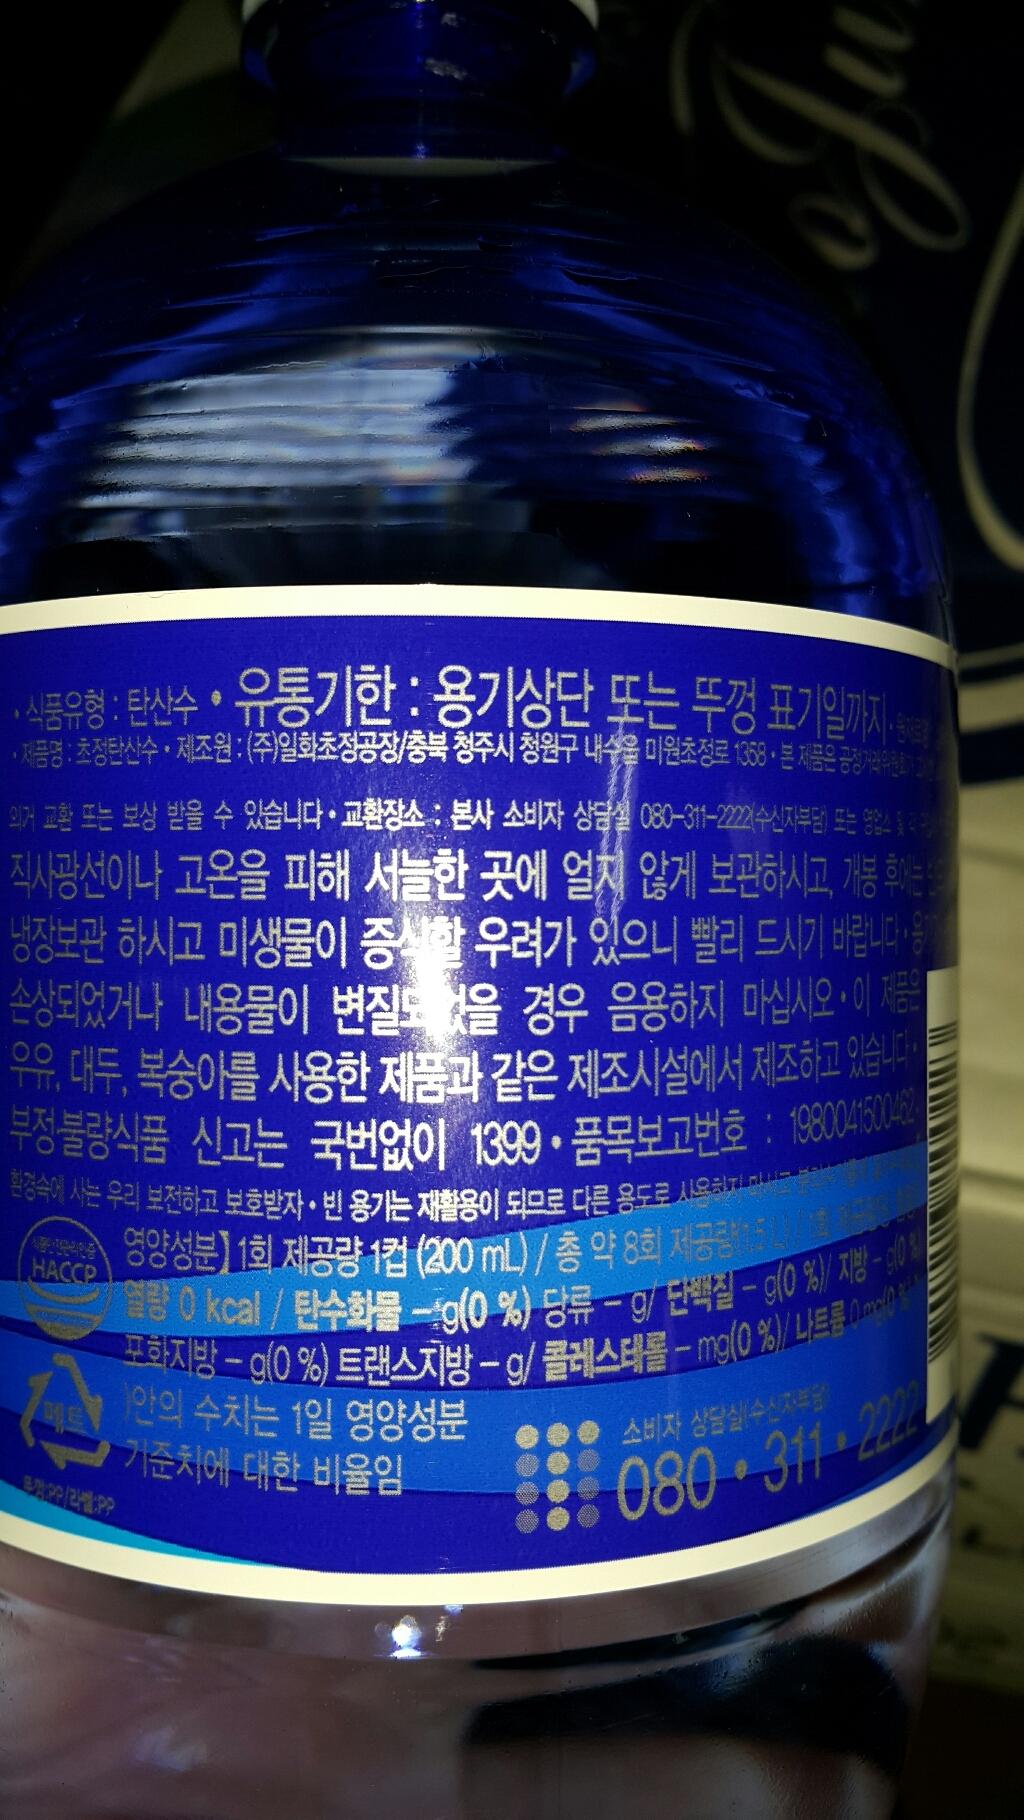 • 식품유형 : 탄산수 • 유통기한 : 용기상단 또는 뚜껑 표기일까지 •
• 제품명 : 초정탄산수 • 제조원 : (주)일화초정공장/충북 청주시 청원구 내수읍 미원초정로 1358 • 본 제품은
의거 교환 또는 보상 받을 수 있습니다 • 교환장소 : 본사 소비자 상담실 080-311-2222(수신자부담) 또는 영업소 및
직사광선이나 고온을 피해 서늘한 곳에 얼지 않게 보관하시고, 개봉 후에는
냉장보관 하시고 미생물이 증식할 우려가 있으니 빨리 드시기 바랍니다 •
손상되었거나 내용물이 변질되었을 경우 음용하지 마십시오 • 이 제품은
우유, 대두, 복숭아를 사용한 제품과 같은 제조시설에서 제조하고 있습니다 •
부정·불량식품 신고는 국번없이 1399 • 품목보고번호 : 1980041500462
환경속에 사는 우리 보전하고 보호받자 • 빈 용기는 재활용이 되므로 다른 용도로 사용하지 마시고
HACCP
영양성분】 1회 제공량 1컵 (200 mL) / 총 약 8회 제공량(1.5 L) / 1회
열량 0 kcal / 탄수화물 – g(0 %) 당류 – g/ 단백질 – g(0 %)/ 지방 – g(0 %)
포화지방 – g(0 %) 트랜스지방 – g/ 콜레스테롤 – mg(0 %)/ 나트륨 0 mg(0 %)
)안의 수치는 1일 영양성분
기준치에 대한 비율임
페트
뚜껑:PP/라벨:PP
소비자 상담실(수신자부담)
080 • 311 • 2222